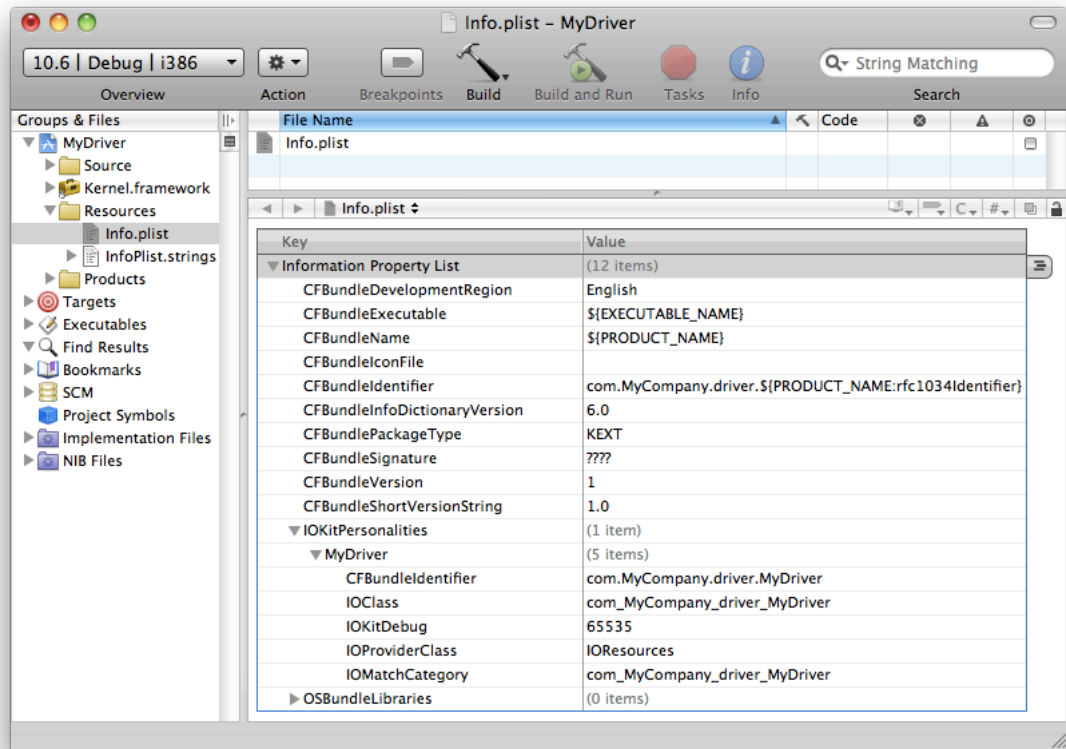 Info.plist – MyDriver
10.6 | Debug | i386
String Matching
Overview Action Breakpoints Build Build and Run Tasks Info Search
Groups & Files
MyDriver
Source
Kernel.framework
Resources
Info.plist
InfoPlist.strings
Products
Targets
Executables
Find Results
Bookmarks
SCM
Project Symbols
Implementation Files
NIB Files
File Name Code
Info.plist
Info.plist C #
Key Value
Information Property List (12 items)
CFBundleDevelopmentRegion English
CFBundleExecutable ${EXECUTABLE_NAME}
CFBundleName ${PRODUCT_NAME}
CFBundleIconFile
CFBundleIdentifier com.MyCompany.driver.${PRODUCT_NAME:rfc1034Identifier}
CFBundleInfoDictionaryVersion 6.0
CFBundlePackageType KEXT
CFBundleSignature ????
CFBundleVersion 1
CFBundleShortVersionString 1.0
IOKitPersonalities (1 item)
MyDriver (5 items)
CFBundleIdentifier com.MyCompany.driver.MyDriver
IOClass com_MyCompany_driver_MyDriver
IOKitDebug 65535
IOProviderClass IOResources
IOMatchCategory com_MyCompany_driver_MyDriver
OSBundleLibraries (0 items)